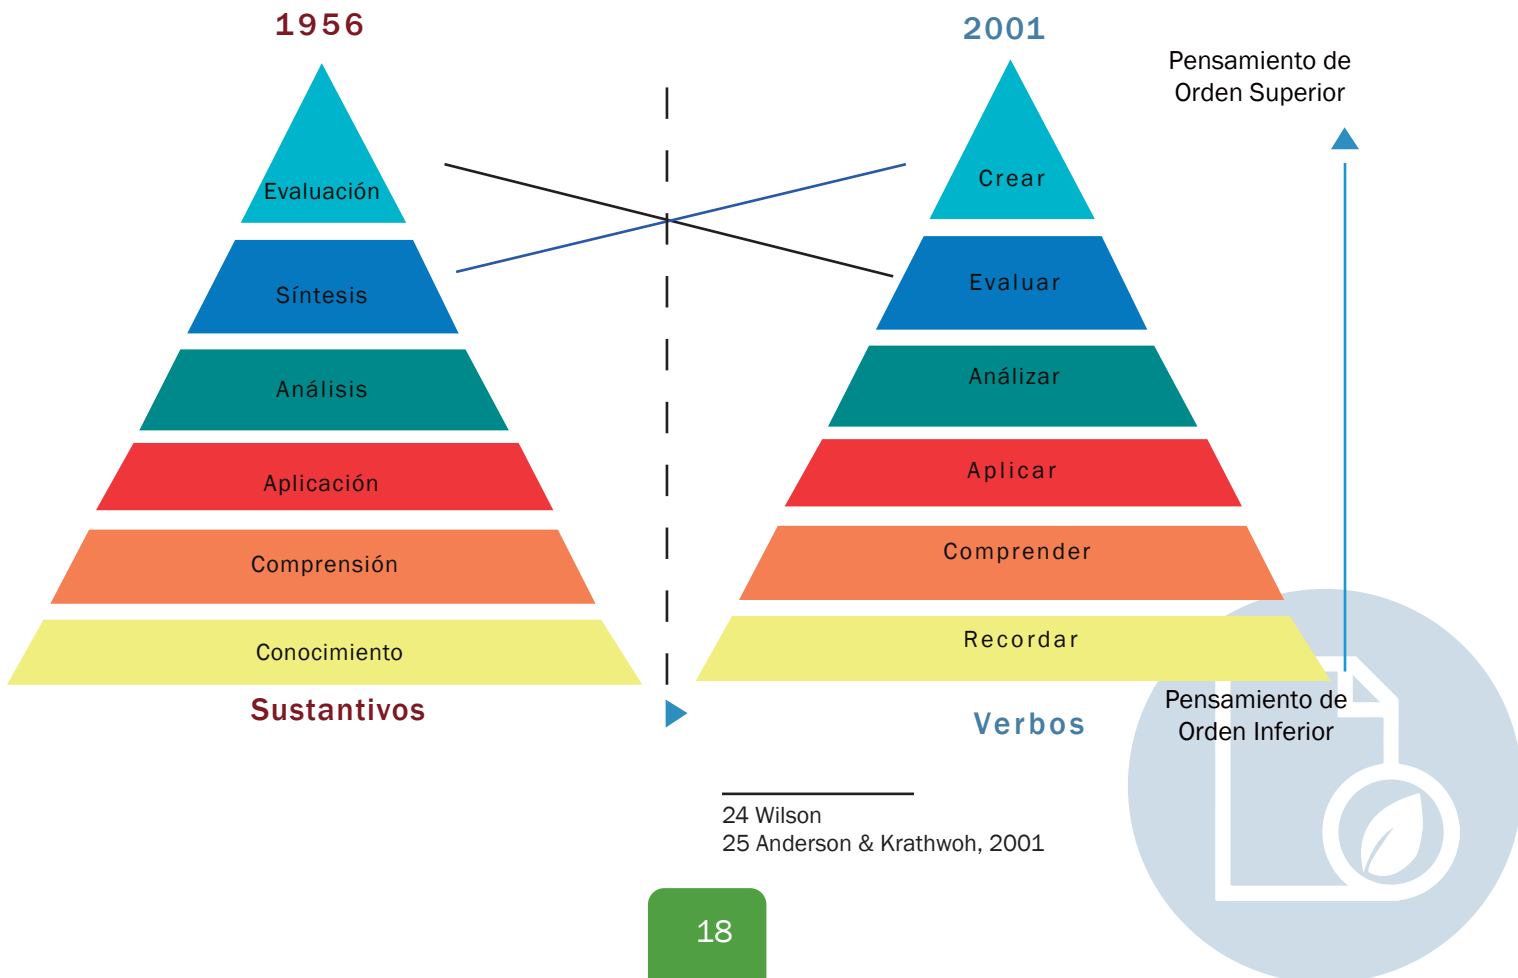 1956
Evaluación
Síntesis
Análisis
Aplicación
Comprensión
Conocimiento
Sustantivos
2001
Crear
Evaluar
Análizar
Aplicar
Comprender
Recordar
Verbos
Pensamiento de
Orden Superior
Pensamiento de
Orden Inferior
24 Wilson
25 Anderson & Krathwoh, 2001
18